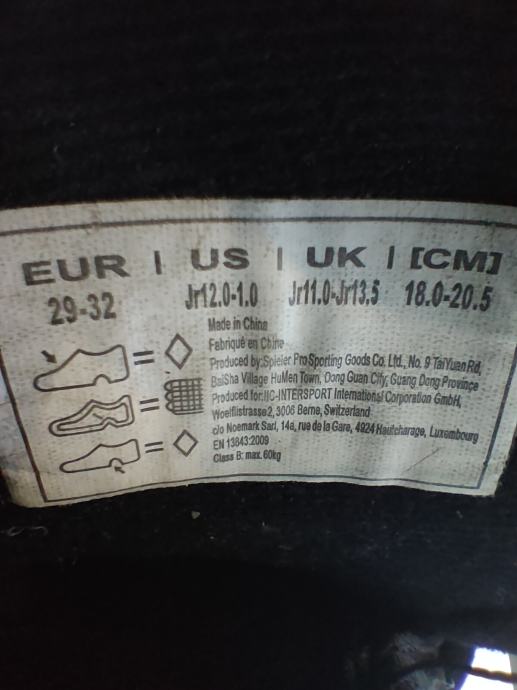 EUR | US | UK | [CM]
29-32 Jr12.0-1.0 Jr11.0-Jr13.5 18.0-20.5
Made in China
Fabriqué en Chine
Produced by:Spieler Pro Sporting Goods Co. Ltd., No. 9 TaiYuan Rd,
BaiSha Village HuMen Town, Dong Guan City, Guang Dong Province
Produced for:IIC-INTERSPORT International Corporation GmbH,
Woelflistrasse2, 3006 Berne, Switzerland
c/o Noemark Sarl, 14a, rue de la Gare, 4924 Hautcharage, Luxembourg
EN 13843:2009
Class B: max. 60kg